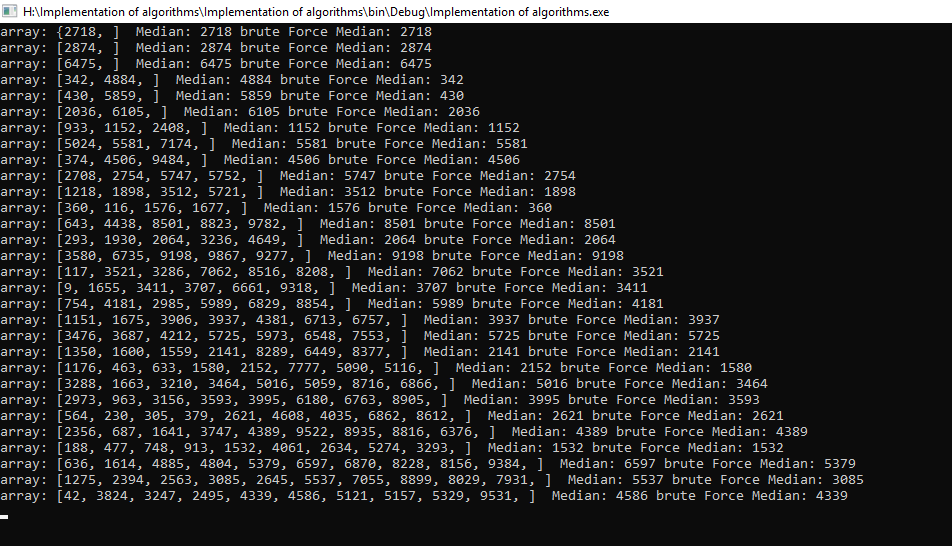 H:\Implementation of algorithms\Implementation of algorithms\bin\Debug\Implementation of algorithms.exe
array: {2718, ]  Median: 2718 brute Force Median: 2718
array: [2874, ]  Median: 2874 brute Force Median: 2874
array: [6475, ]  Median: 6475 brute Force Median: 6475
array: [342, 4884, ]  Median: 4884 brute Force Median: 342
array: [430, 5859, ]  Median: 5859 brute Force Median: 430
array: [2036, 6105, ]  Median: 6105 brute Force Median: 2036
array: [933, 1152, 2408, ]  Median: 1152 brute Force Median: 1152
array: [5024, 5581, 7174, ]  Median: 5581 brute Force Median: 5581
array: [374, 4506, 9484, ]  Median: 4506 brute Force Median: 4506
array: [2708, 2754, 5747, 5752, ]  Median: 5747 brute Force Median: 2754
array: [1218, 1898, 3512, 5721, ]  Median: 3512 brute Force Median: 1898
array: [360, 116, 1576, 1677, ]  Median: 1576 brute Force Median: 360
array: [643, 4438, 8501, 8823, 9782, ]  Median: 8501 brute Force Median: 8501
array: [293, 1930, 2064, 3236, 4649, ]  Median: 2064 brute Force Median: 2064
array: [3580, 6735, 9198, 9867, 9277, ]  Median: 9198 brute Force Median: 9198
array: [117, 3521, 3286, 7062, 8516, 8208, ]  Median: 7062 brute Force Median: 3521
array: [9, 1655, 3411, 3707, 6661, 9318, ]  Median: 3707 brute Force Median: 3411
array: [754, 4181, 2985, 5989, 6829, 8854, ]  Median: 5989 brute Force Median: 4181
array: [1151, 1675, 3906, 3937, 4381, 6713, 6757, ]  Median: 3937 brute Force Median: 3937
array: [3476, 3687, 4212, 5725, 5973, 6548, 7553, ]  Median: 5725 brute Force Median: 5725
array: [1350, 1600, 1559, 2141, 8289, 6449, 8377, ]  Median: 2141 brute Force Median: 2141
array: [1176, 463, 633, 1580, 2152, 7777, 5090, 5116, ]  Median: 2152 brute Force Median: 1580
array: [3288, 1663, 3210, 3464, 5016, 5059, 8716, 6866, ]  Median: 5016 brute Force Median: 3464
array: [2973, 963, 3156, 3593, 3995, 6180, 6763, 8905, ]  Median: 3995 brute Force Median: 3593
array: [564, 230, 305, 379, 2621, 4608, 4035, 6862, 8612, ]  Median: 2621 brute Force Median: 2621
array: [2356, 687, 1641, 3747, 4389, 9522, 8935, 8816, 6376, ]  Median: 4389 brute Force Median: 4389
array: [188, 477, 748, 913, 1532, 4061, 2634, 5274, 3293, ]  Median: 1532 brute Force Median: 1532
array: [636, 1614, 4885, 4804, 5379, 6597, 6870, 8228, 8156, 9384, ]  Median: 6597 brute Force Median: 5379
array: [1275, 2394, 2563, 3085, 2645, 5537, 7055, 8899, 8029, 7931, ]  Median: 5537 brute Force Median: 3085
array: [42, 3824, 3247, 2495, 4339, 4586, 5121, 5157, 5329, 9531, ]  Median: 4586 brute Force Median: 4339